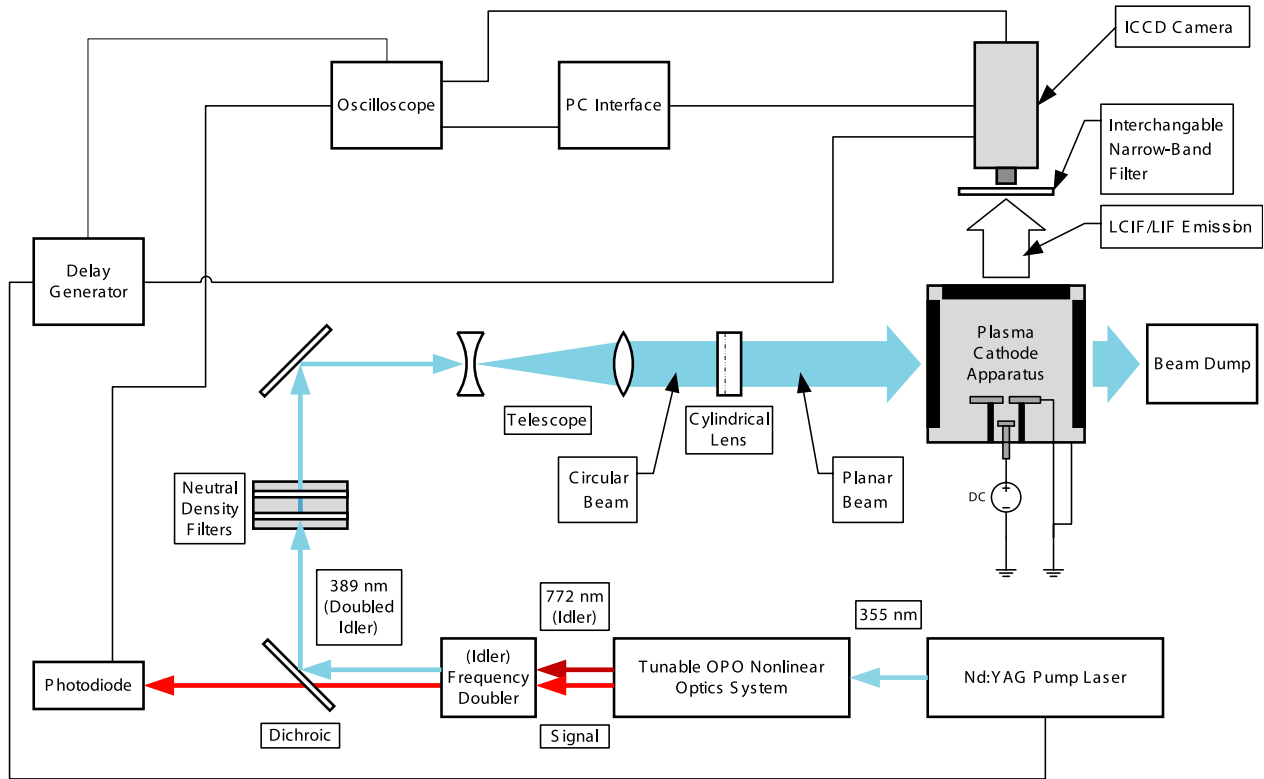 ICCD Camera
Oscilloscope
PC Interface
Interchangable
Narrow-Band
Filter
LCIF/LIF Emission
Delay
Generator
Plasma
Cathode
Apparatus
Beam Dump
Telescope
Cylindrical
Lens
Circular
Beam
Planar
Beam
DC
Neutral
Density
Filters
389 nm
(Doubled
Idler)
772 nm
(Idler)
355 nm
Photodiode
(Idler)
Frequency
Doubler
Tunable OPO Nonlinear
Optics System
Nd:YAG Pump Laser
Dichroic
Signal